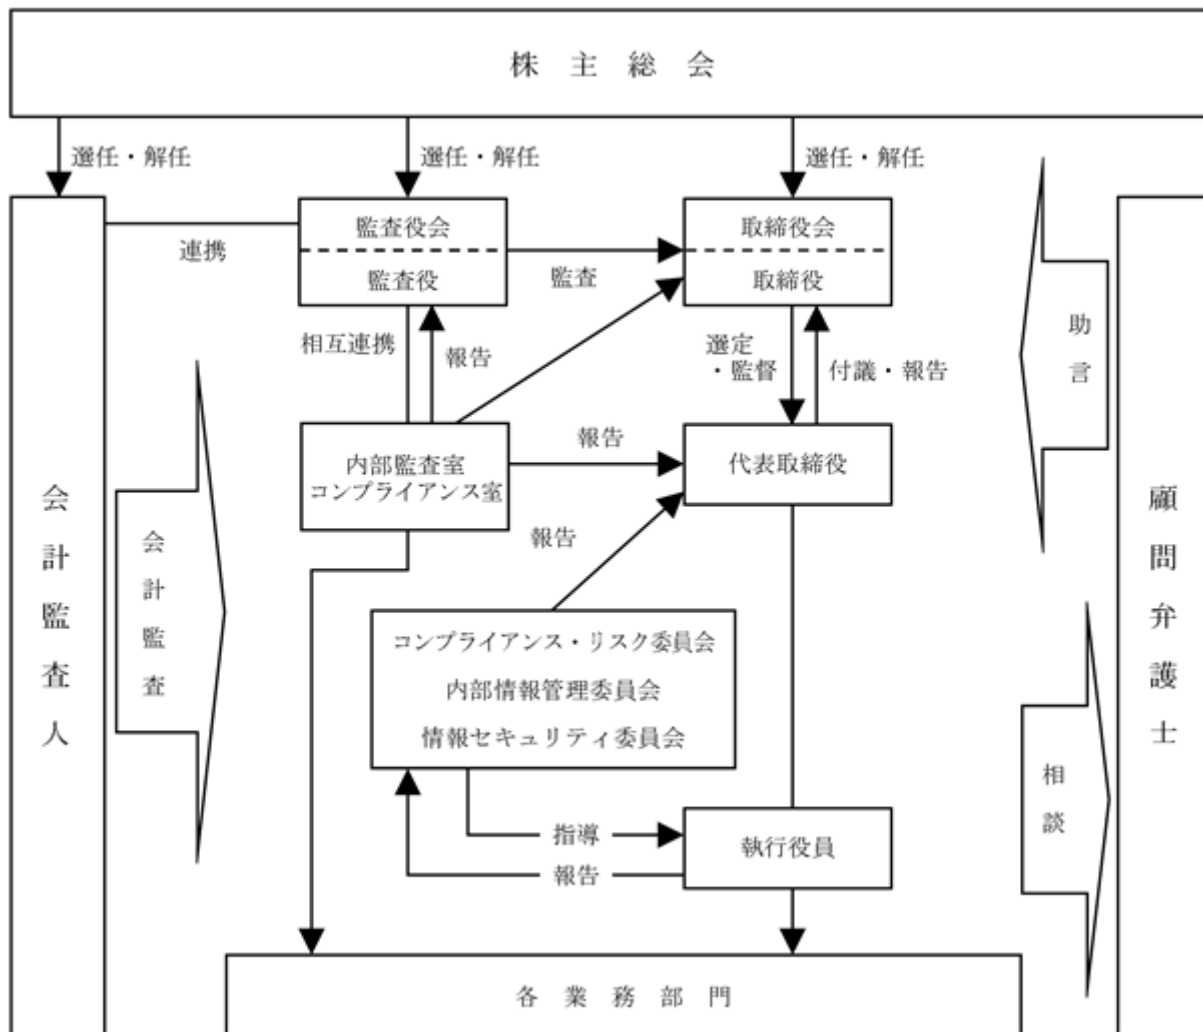 株主総会
選任・解任
選任・解任
選任・解任
監査役会
監査役
取締役会
取締役
連携
監査
相互連携
報告
選定
・監督
付議・報告
助言
内部監査室
コンプライアンス室
報告
代表取締役
報告
会計監査人
会計監査
顧問弁護士
コンプライアンス・リスク委員会
内部情報管理委員会
情報セキュリティ委員会
相談
指導
報告
執行役員
各業務部門